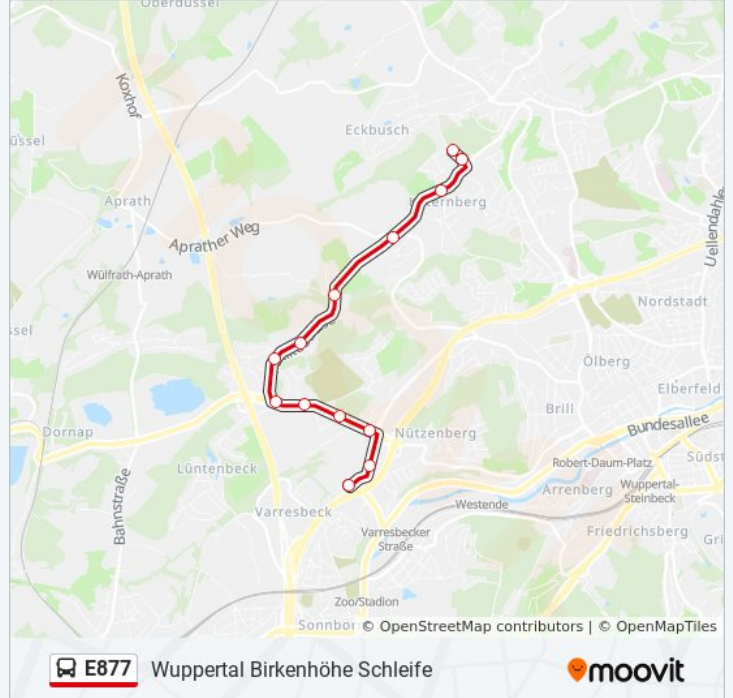 Oberdüssel
Koxhof
Eckbusch
üssel
Aprath
Aprather Weg
Uellendahle
Wülfrath-Aprath
Nordstadt
ssel
Ölberg
Elberfeld
Brill
Bundesallee
Dornap
Nützenberg
Lüntenbeck
Robert-Daum-Platz
Südst
Arrenberg
Wuppertal-
Steinbeck
Bahnstraße
Westende
Varresbeck
Varresbecker
Straße
Friedrichsberg
Gri
Zoo/Stadion
Sonnbor
© OpenStreetMap contributors | © OpenMapTiles
E877 Wuppertal Birkenhöhe Schleife
moovit